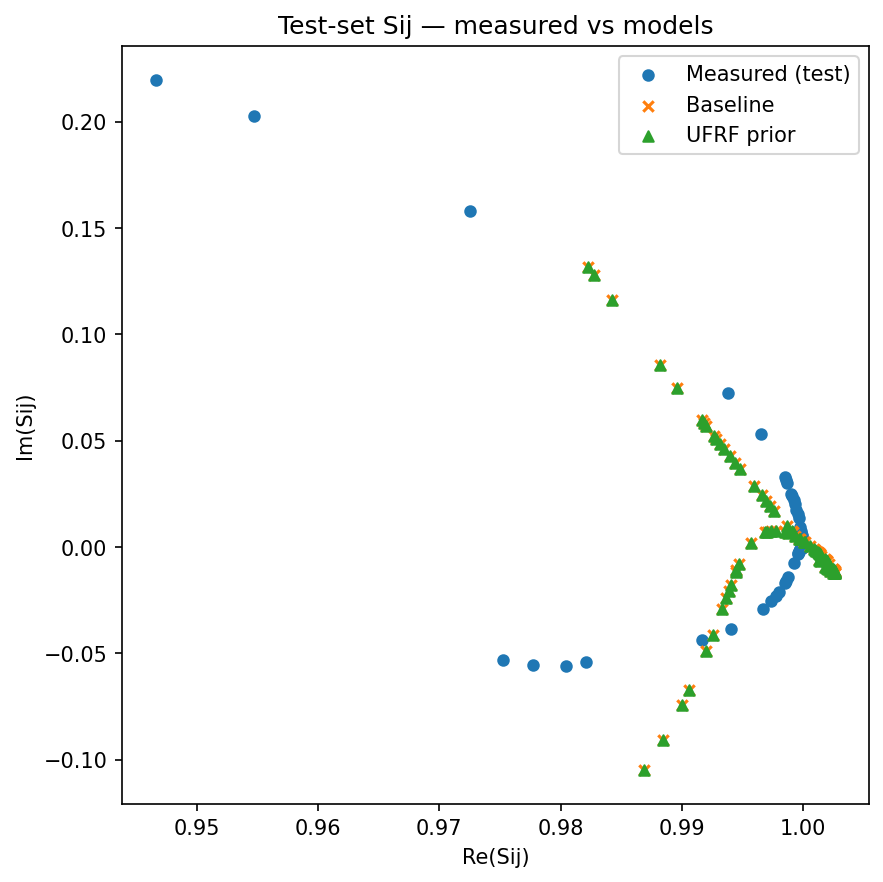 Test-set Sij — measured vs models
Measured (test)
Baseline
UFRF prior
Im(Sij)
0.20
0.15
0.10
0.05
0.00
−0.05
−0.10
0.95
0.96
0.97
0.98
0.99
1.00
Re(Sij)